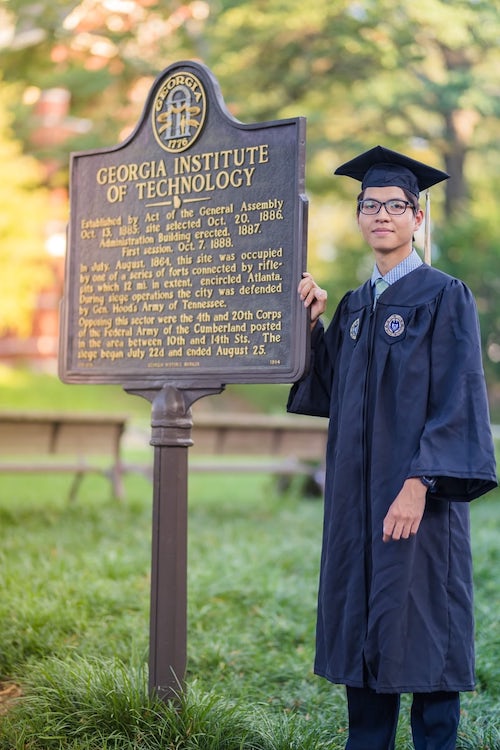 GEORGIA
1776
GEORGIA INSTITUTE
OF TECHNOLOGY
Established by Act of the General Assembly
Oct. 13, 1885, site selected Oct. 20, 1886.
Administration Building erected, 1887.
First session, Oct. 7, 1888.
In July, August, 1864, this site was occupied
by one of a series of forts connected by rifle-
pits which 12 mi. in extent, encircled Atlanta.
During siege operations the city was defended
by Gen. Hood's Army of Tennessee.
Opposing this sector were the 4th and 20th Corps
of the Federal Army of the Cumberland posted
in the area between 10th and 14th Sts. The
siege began July 22d and ended August 25.
GEORGIA HISTORIC MARKER
1954